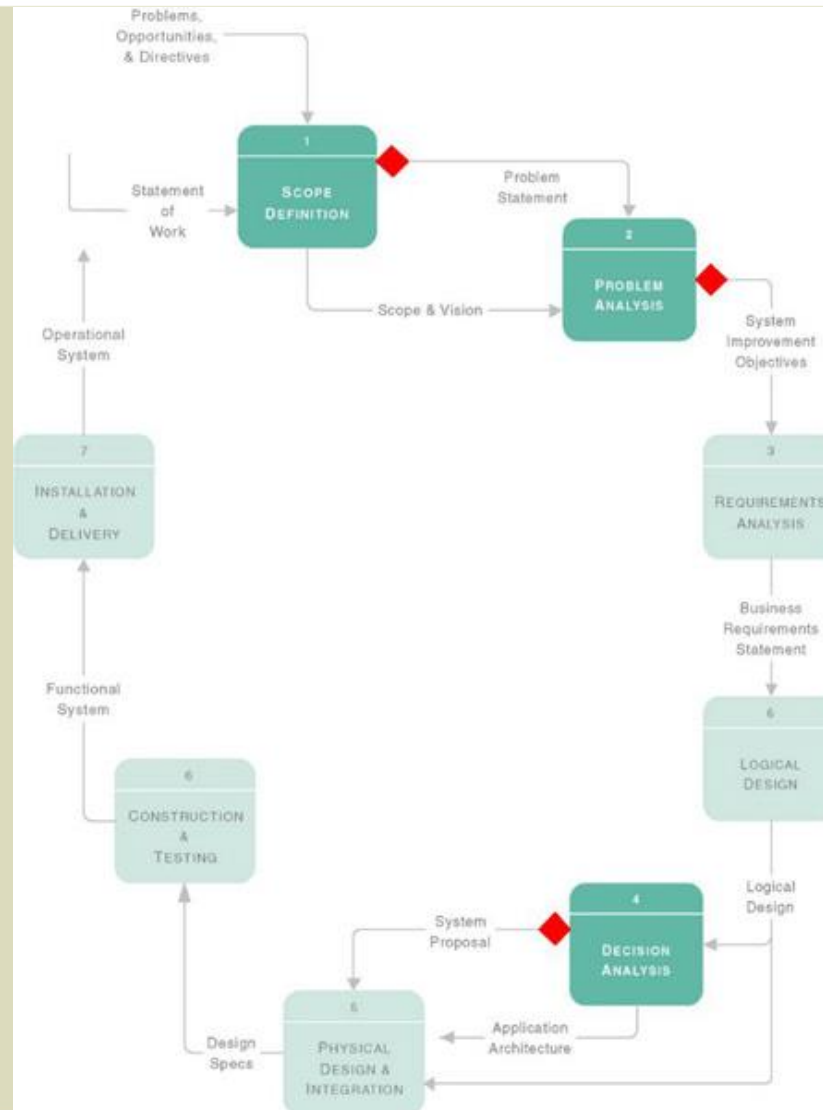 Problems,
Opportunities,
& Directives
1
SCOPE
DEFINITION
Statement
of
Work
Problem
Statement
2
PROBLEM
ANALYSIS
Scope & Vision
System
Improvement
Objectives
Operational
System
3
REQUIREMENTS
ANALYSIS
7
INSTALLATION
&
DELIVERY
Business
Requirements
Statement
Functional
System
6
LOGICAL
DESIGN
6
CONSTRUCTION
&
TESTING
Logical
Design
4
DECISION
ANALYSIS
System
Proposal
5
PHYSICAL
DESIGN &
INTEGRATION
Application
Architecture
Design
Specs